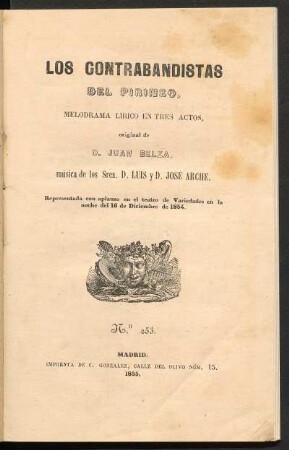 LOS CONTRABANDISTAS
DEL PIRINEO,
MELODRAMA LIRICO EN TRES ACTOS,
original de
D. JUAN BELZA,
música de los Sres. D. LUIS y D. JOSÉ ARCHE.
Representada con aplauso en el teatro de Variedades en la
noche del 16 de Diciembre de 1854.
N.º 253.
MADRID.
IMPRENTA DE C. GONZALEZ, CALLE DEL OLIVO NÚM. 15.
1855.